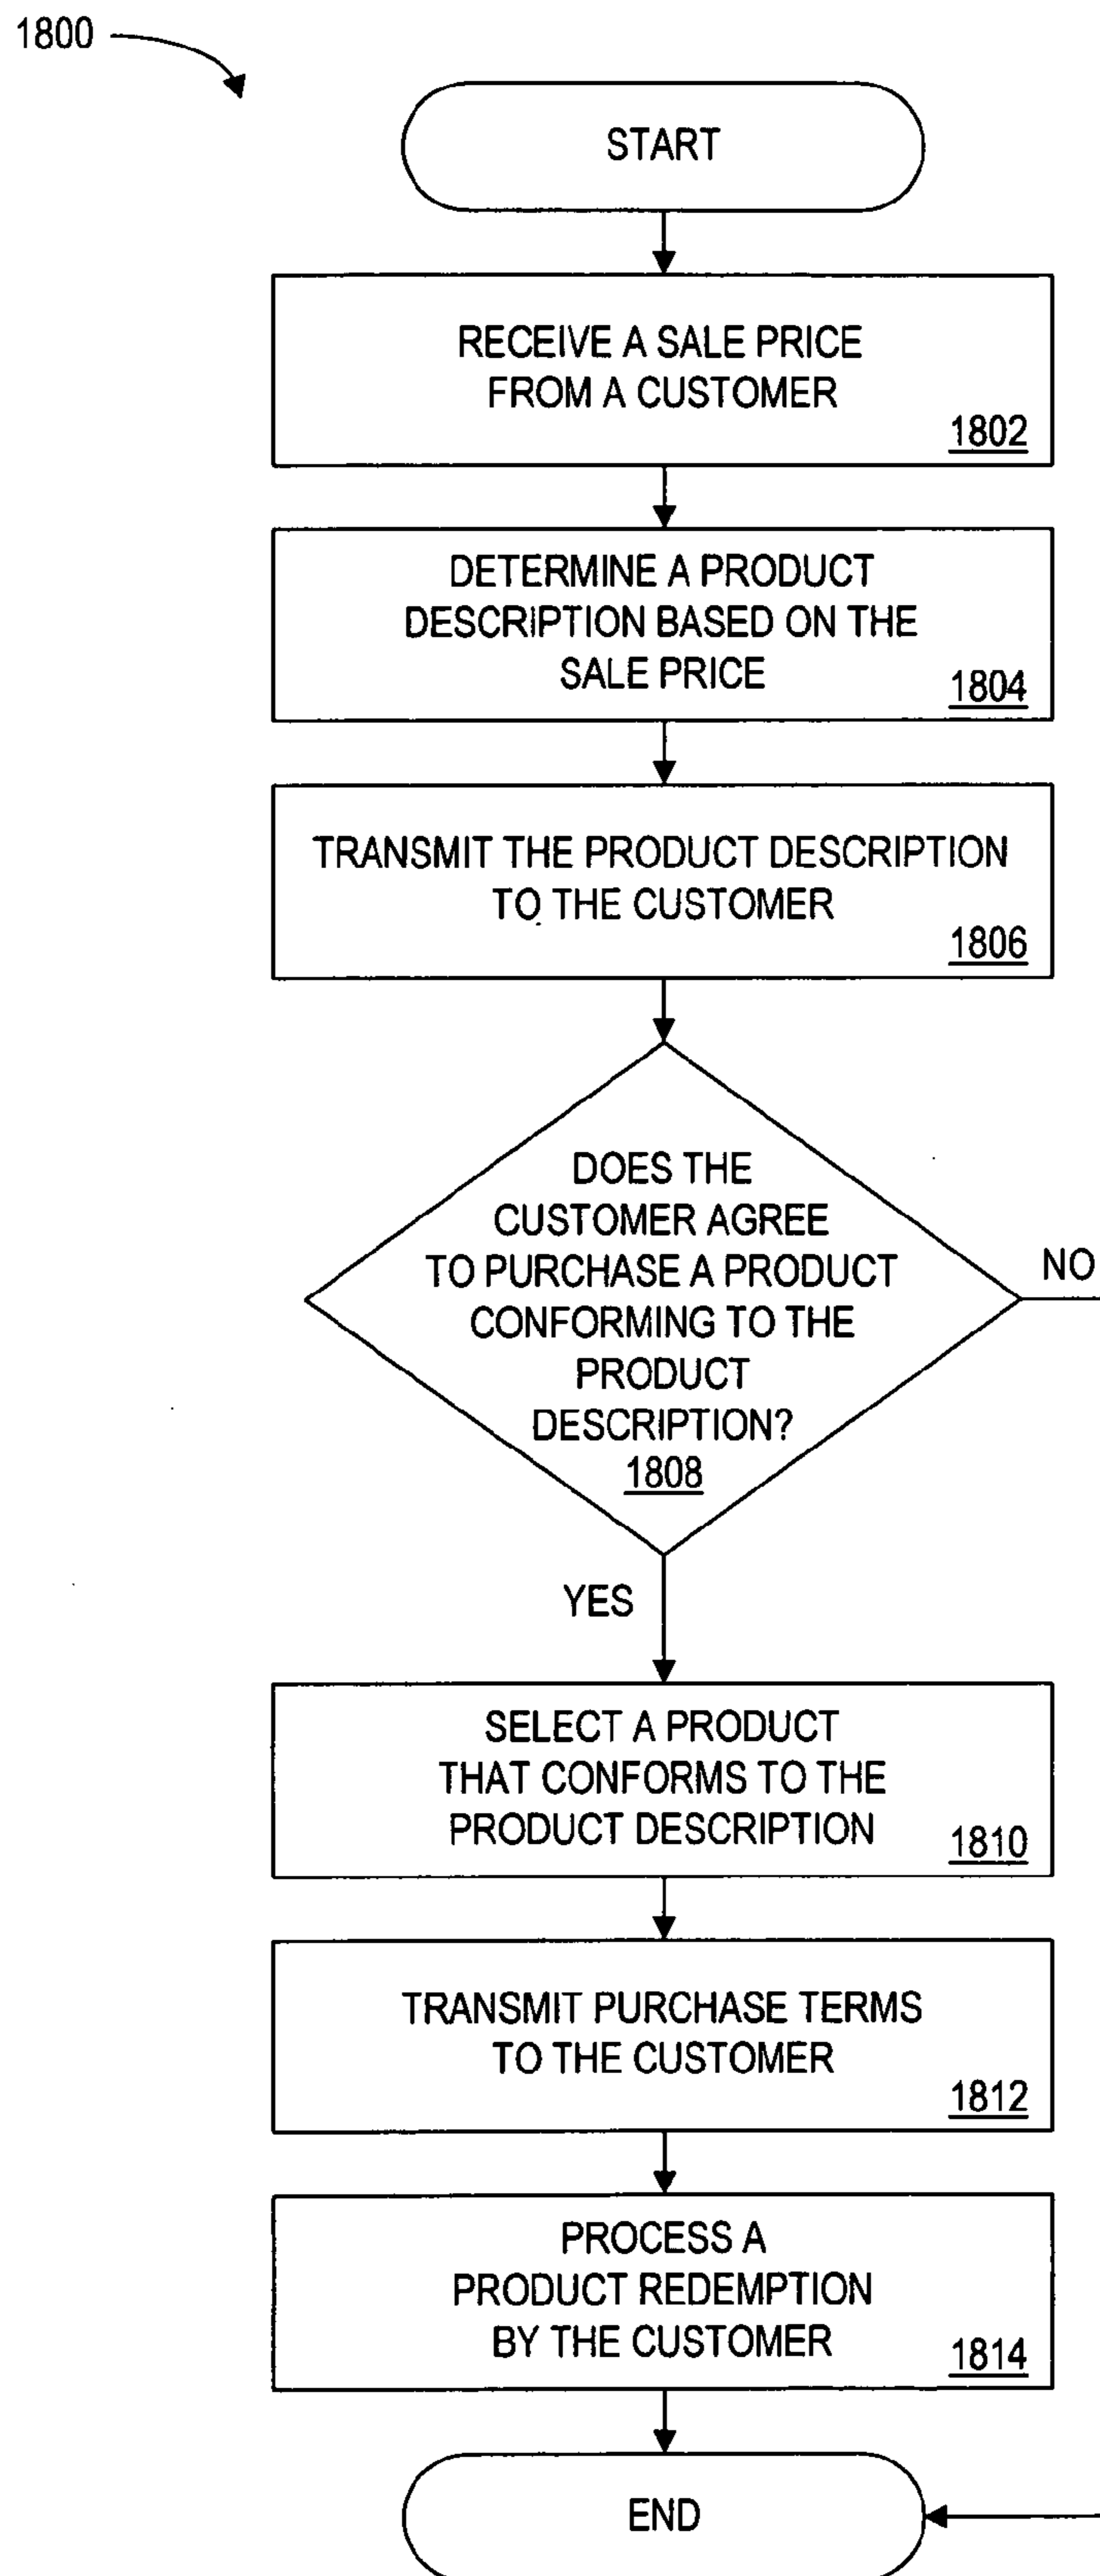 1800
START
RECEIVE A SALE PRICE
FROM A CUSTOMER
1802
DETERMINE A PRODUCT
DESCRIPTION BASED ON THE
SALE PRICE
1804
TRANSMIT THE PRODUCT DESCRIPTION
TO THE CUSTOMER
1806
DOES THE
CUSTOMER AGREE
TO PURCHASE A PRODUCT
CONFORMING TO THE
PRODUCT
DESCRIPTION?
1808
NO
YES
SELECT A PRODUCT
THAT CONFORMS TO THE
PRODUCT DESCRIPTION
1810
TRANSMIT PURCHASE TERMS
TO THE CUSTOMER
1812
PROCESS A
PRODUCT REDEMPTION
BY THE CUSTOMER
1814
END